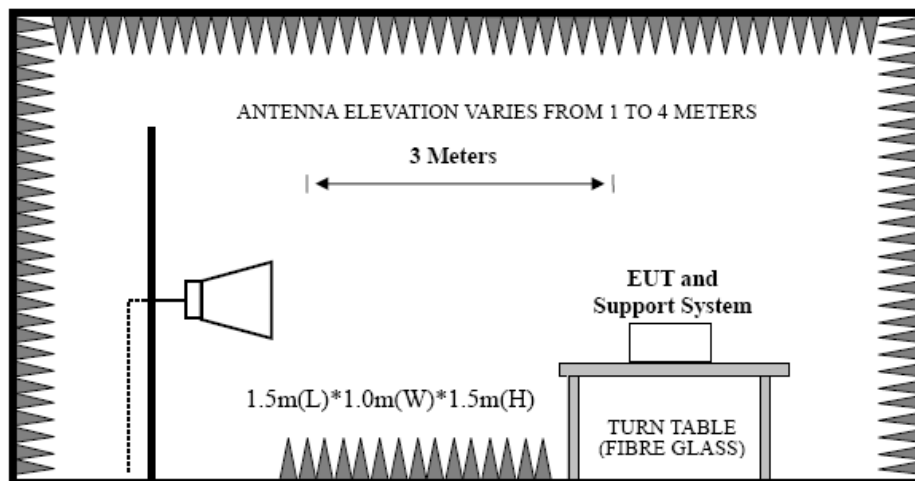 ANTENNA ELEVATION VARIES FROM 1 TO 4 METERS
3 Meters
EUT and
Support System
1.5m(L)*1.0m(W)*1.5m(H)
TURN TABLE
(FIBRE GLASS)